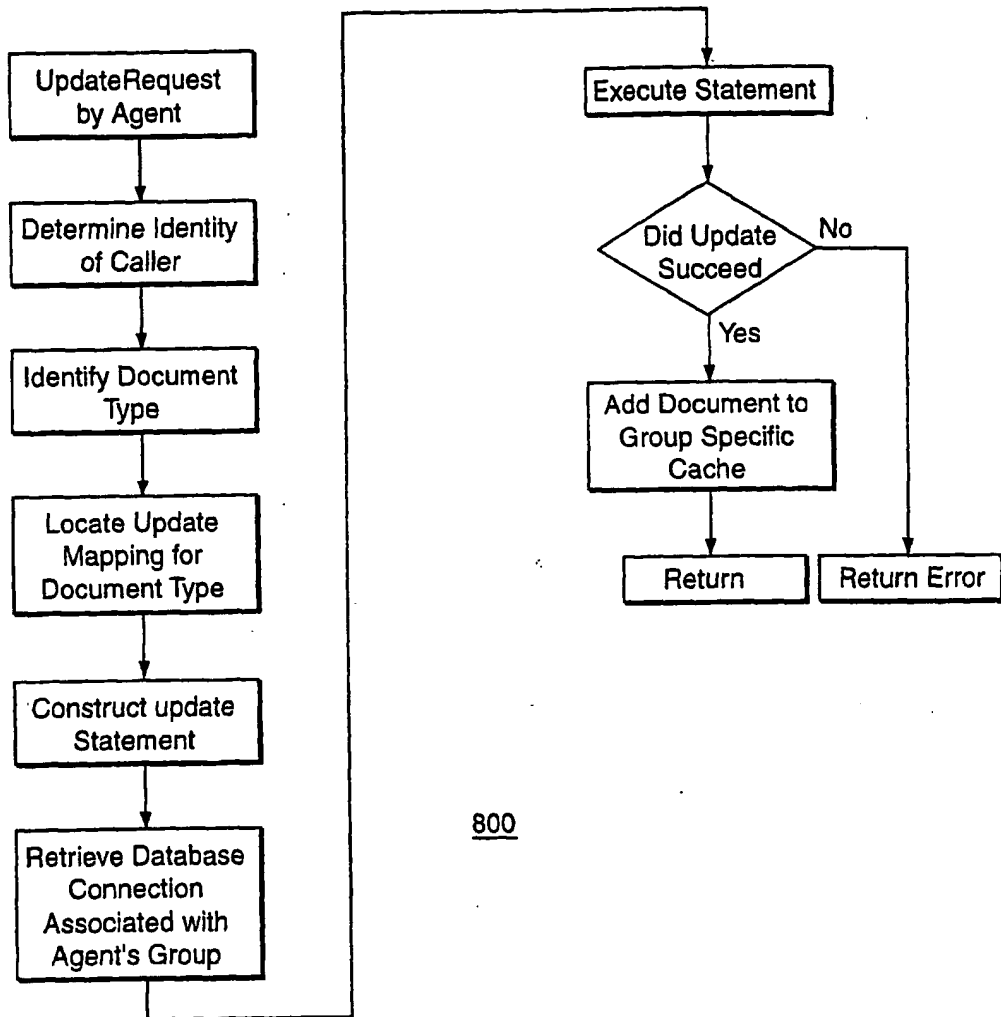 UpdateRequest
by Agent
Determine Identity
of Caller
Identify Document
Type
Locate Update
Mapping for
Document Type
Construct update
Statement
Retrieve Database
Connection
Associated with
Agent's Group
Execute Statement
Did Update
Succeed
No
Yes
Add Document to
Group Specific
Cache
Return
Return Error
800